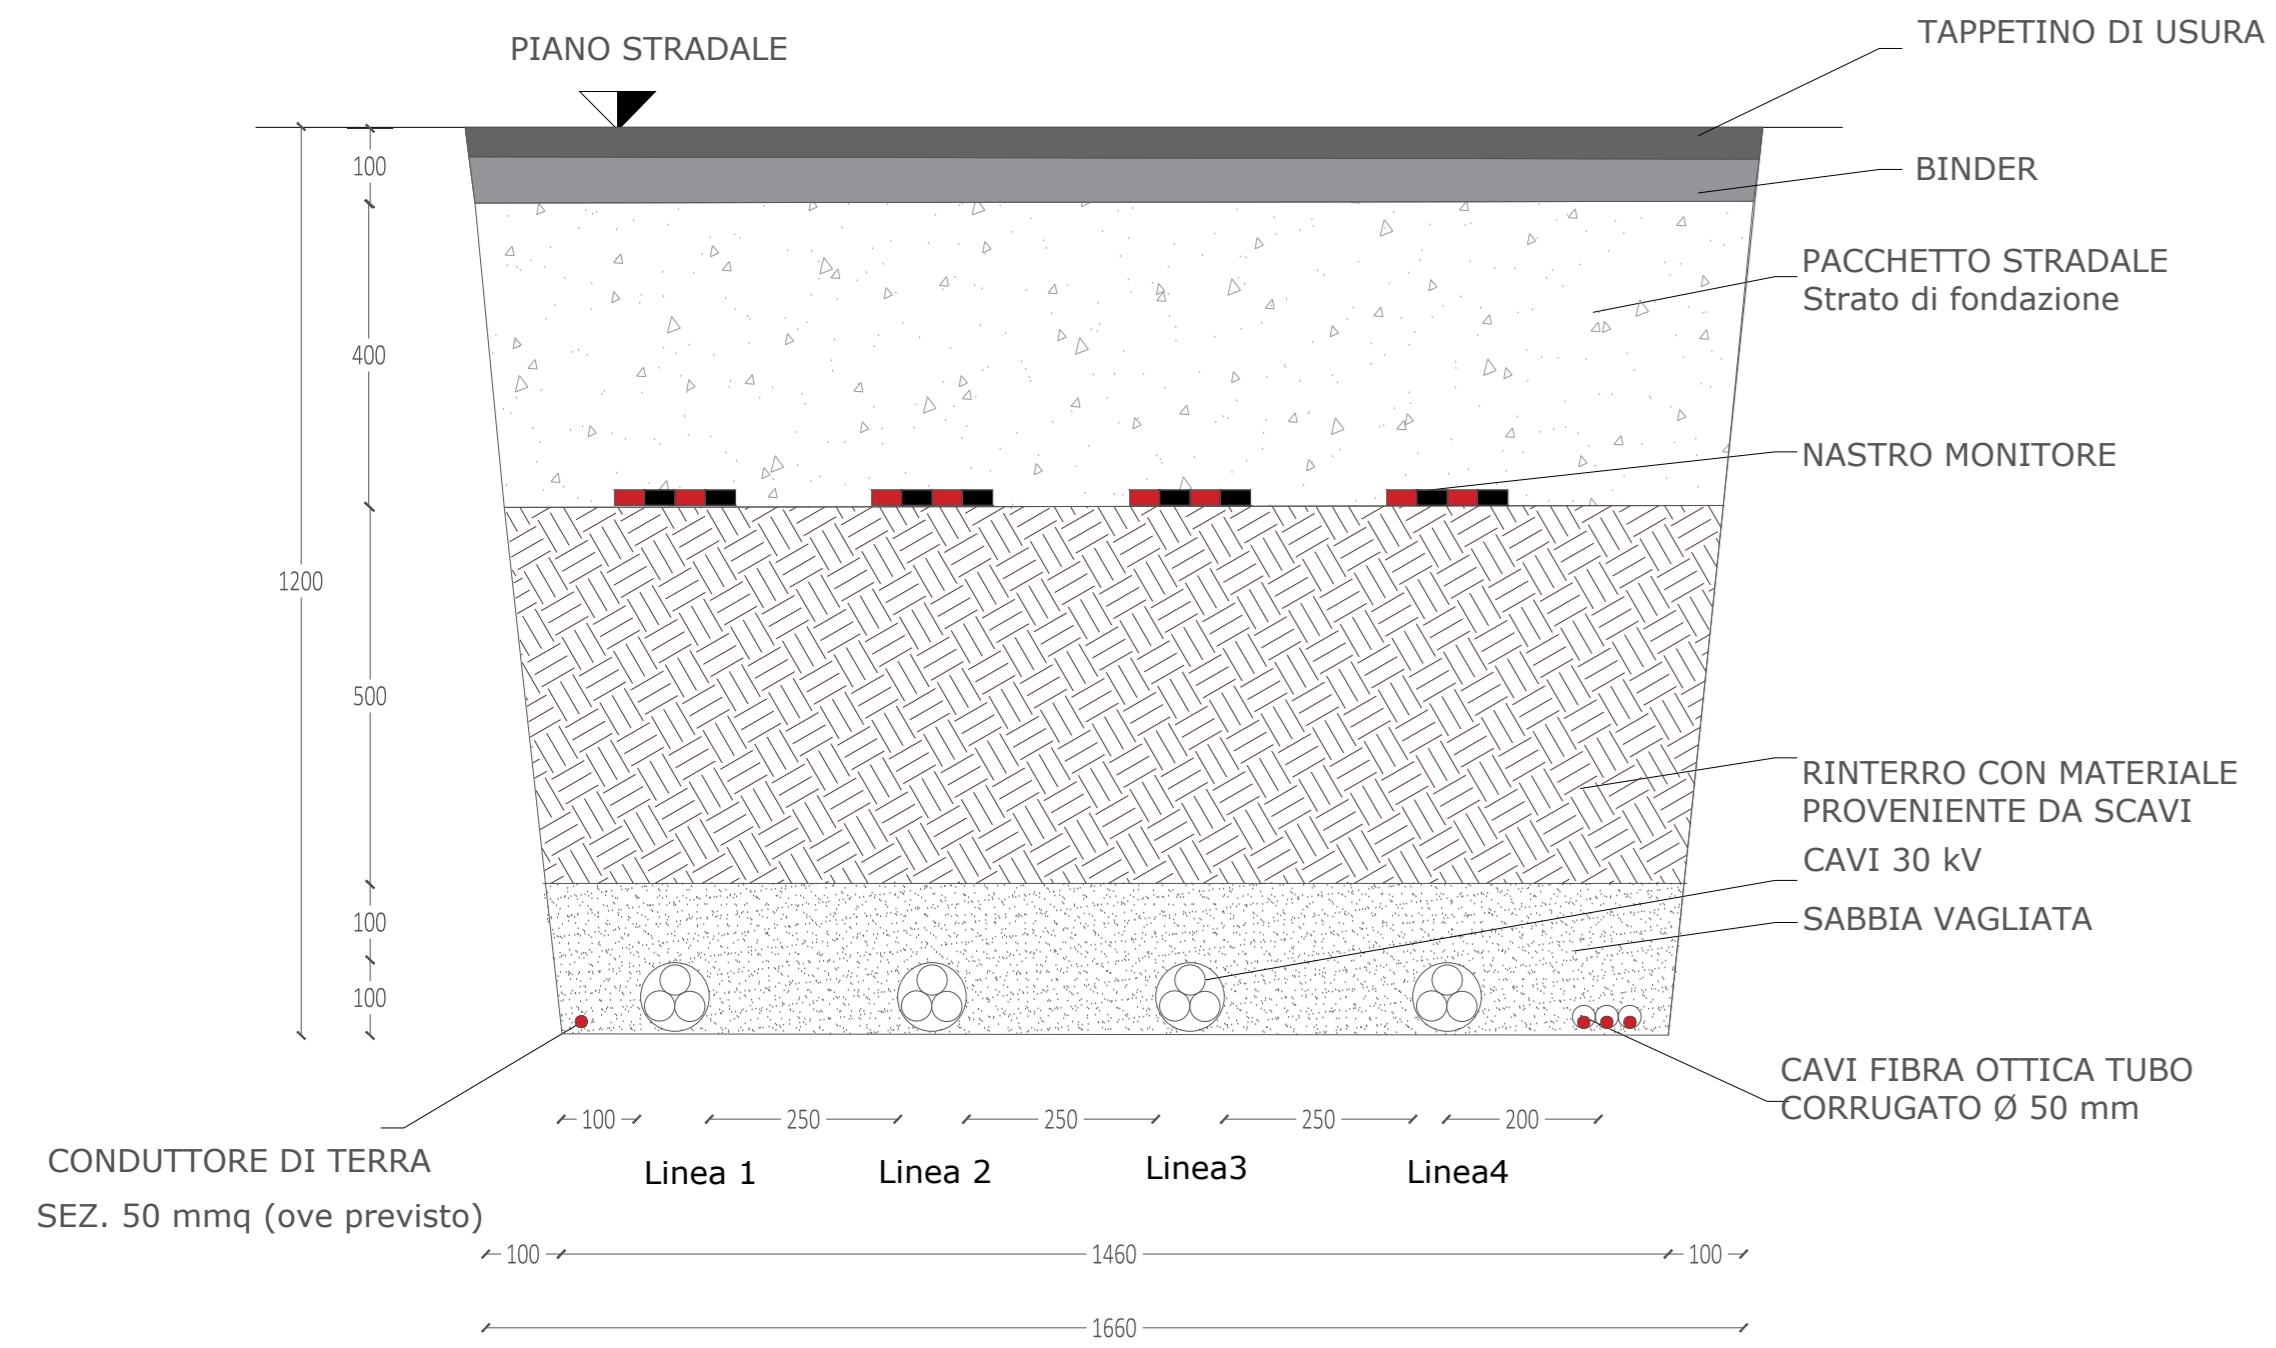 TAPPETINO DI USURA
PIANO STRADALE
100
BINDER
PACCHETTO STRADALE
Strato di fondazione
400
NASTRO MONITORE
1200
500
RINTERRO CON MATERIALE
PROVENIENTE DA SCAVI
CAVI 30 kV
100
SABBIA VAGLIATA
100
CAVI FIBRA OTTICA TUBO
CORRUGATO Ø 50 mm
100 250 250 250 200
CONDUTTORE DI TERRA
SEZ. 50 mmq (ove previsto)
Linea 1 Linea 2 Linea3 Linea4
100 1460 100
1660